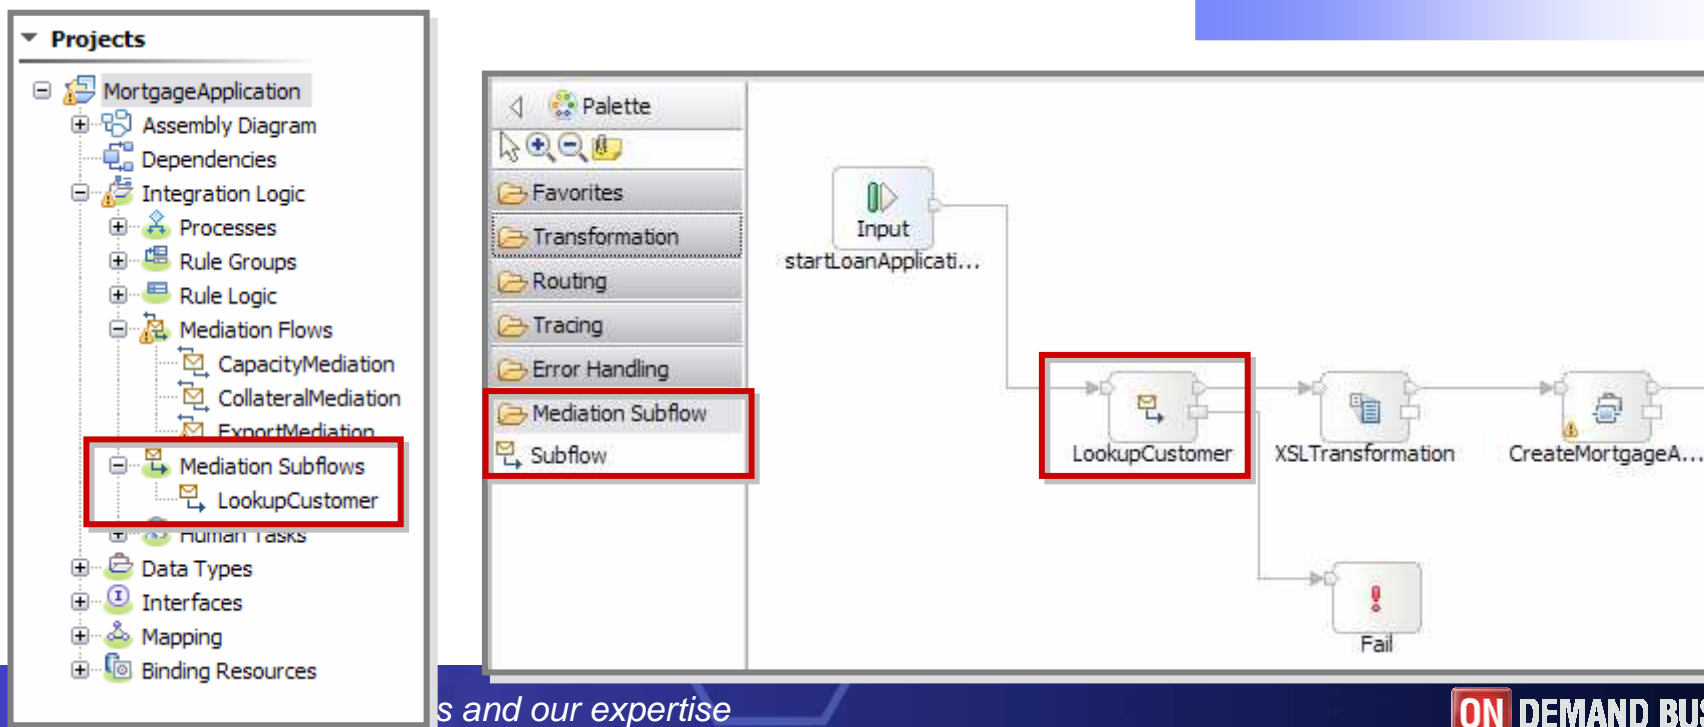 Projects
MortgageApplication
Assembly Diagram
Dependencies
Integration Logic
Processes
Rule Groups
Rule Logic
Mediation Flows
CapacityMediation
CollateralMediation
ExportMediation
Mediation Subflows
LookupCustomer
Human Tasks
Data Types
Interfaces
Mapping
Binding Resources
Palette
Favorites
Transformation
Routing
Tracing
Error Handling
Mediation Subflow
Subflow
Input
startLoanApplicati...
LookupCustomer
XSLTransformation
CreateMortgageA...
Fail
s and our expertise
ON DEMAND BUS